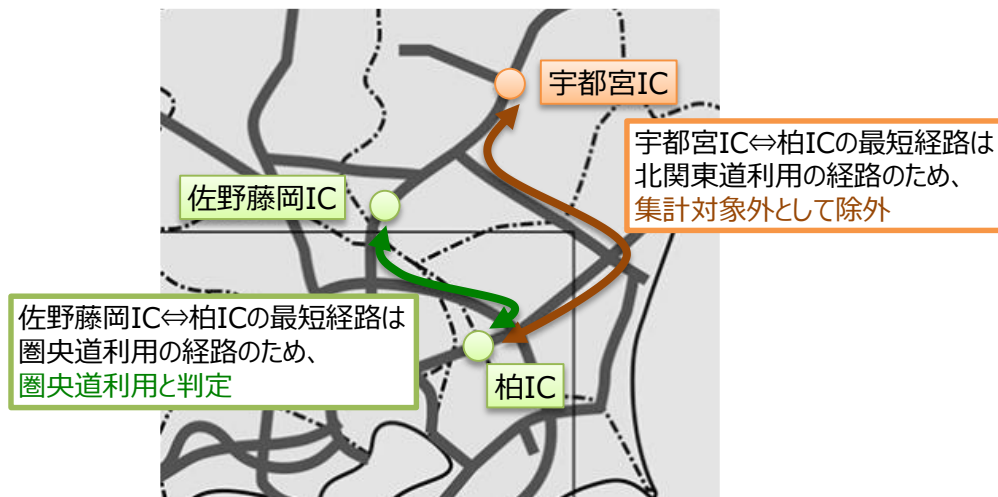 宇都宮IC
宇都宮IC⇔柏ICの最短経路は
北関東道利用の経路のため、
集計対象外として除外
佐野藤岡IC
佐野藤岡IC⇔柏ICの最短経路は
圏央道利用の経路のため、
圏央道利用と判定
柏IC